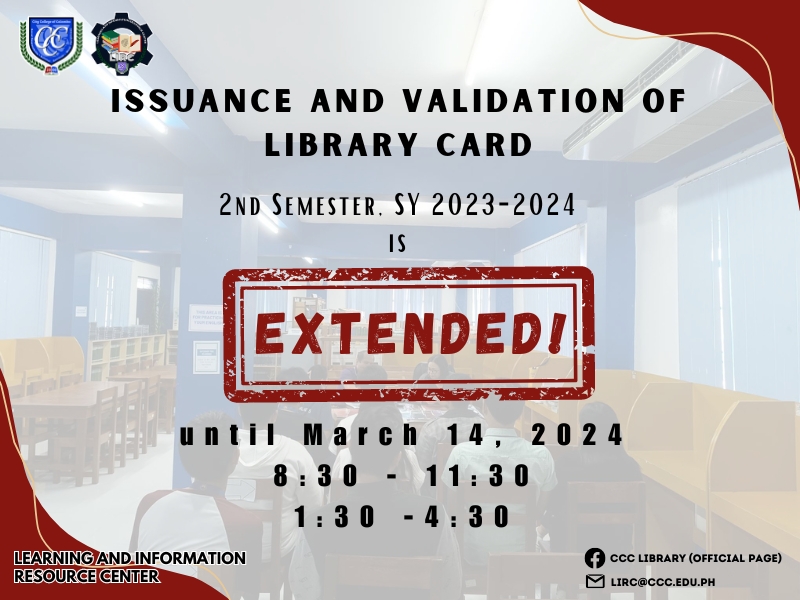 CCC
LIRC
ISSUANCE AND VALIDATION OF
LIBRARY CARD
2ND SEMESTER, SY 2023-2024
IS
EXTENDED!
until March 14, 2024
8:30 - 11:30
1:30 -4:30
LEARNING AND INFORMATION
RESOURCE CENTER
CCC LIBRARY (OFFICIAL PAGE)
LIRC@CCC.EDU.PH